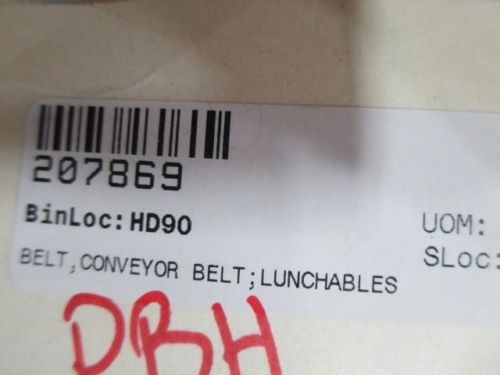 207869
BinLoc: HD90
UOM:
BELT, CONVEYOR BELT; LUNCHABLES
SLoc:
DBH